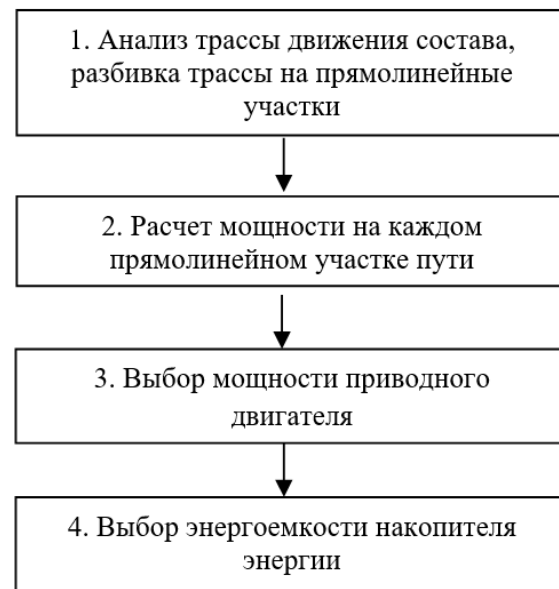 1. Анализ трассы движения состава,
разбивка трассы на прямолинейные
участки
2. Расчет мощности на каждом
прямолинейном участке пути
3. Выбор мощности приводного
двигателя
4. Выбор энергоемкости накопителя
энергии